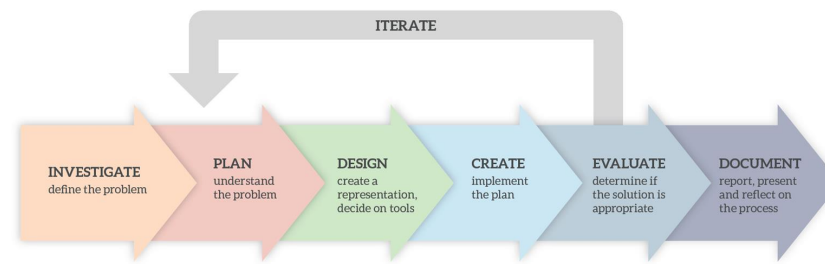 ITERATE
INVESTIGATE
define the problem
PLAN
understand
the problem
DESIGN
create a
representation,
decide on tools
CREATE
implement
the plan
EVALUATE
determine if
the solution is
appropriate
DOCUMENT
report, present
and reflect on
the process